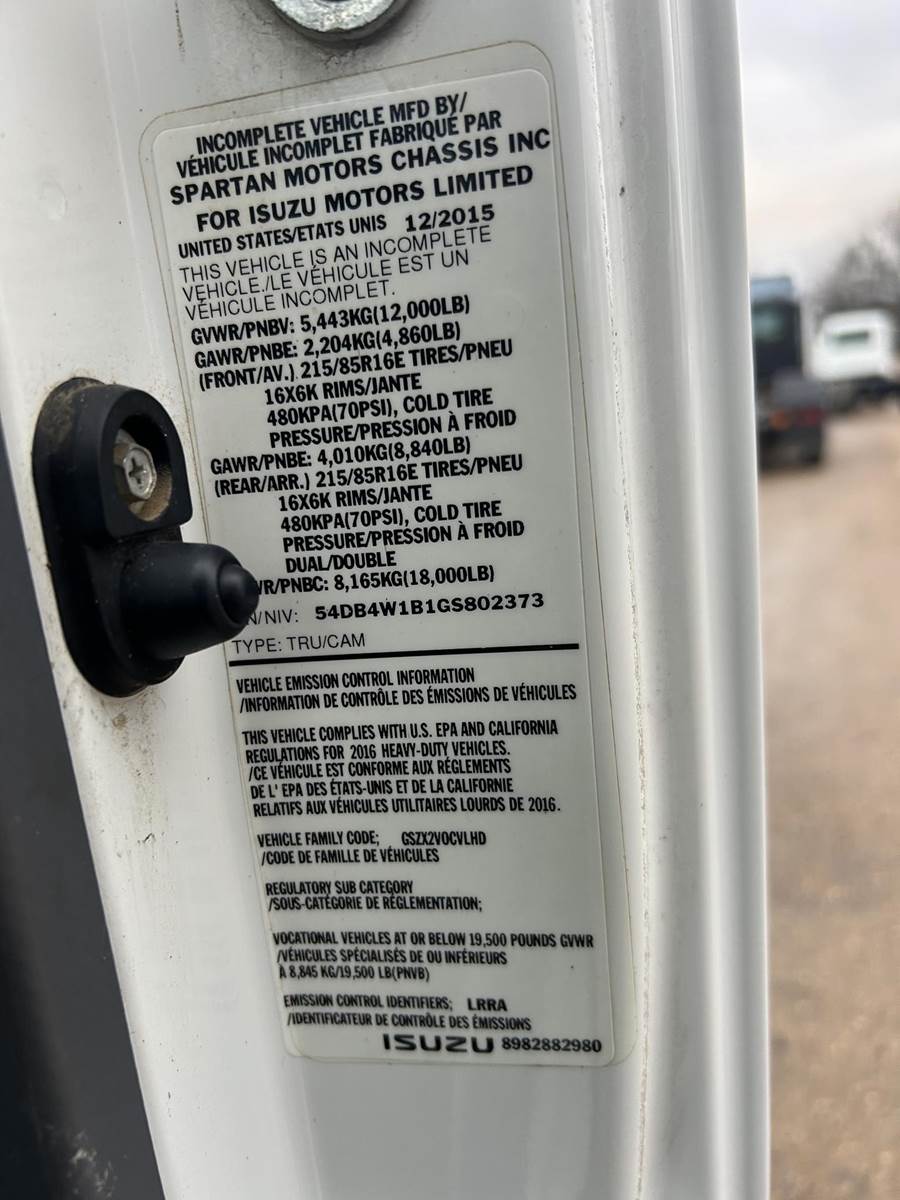 INCOMPLETE VEHICLE MFD BY/
VÉHICULE INCOMPLET FABRIQUÉ PAR
SPARTAN MOTORS CHASSIS INC
FOR ISUZU MOTORS LIMITED
UNITED STATES/ETATS UNIS 12/2015
THIS VEHICLE IS AN INCOMPLETE
VEHICLE./LE VÉHICULE EST UN
VÉHICULE INCOMPLET.
GVWR/PNBV: 5,443KG(12,000LB)
GAWR/PNBE: 2,204KG(4,860LB)
(FRONT/AV.) 215/85R16E TIRES/PNEU
16X6K RIMS/JANTE
480KPA(70PSI), COLD TIRE
PRESSURE/PRESSION À FROID
GAWR/PNBE: 4,010KG(8,840LB)
(REAR/ARR.) 215/85R16E TIRES/PNEU
16X6K RIMS/JANTE
480KPA(70PSI), COLD TIRE
PRESSURE/PRESSION À FROID
DUAL/DOUBLE
WR/PNBC: 8,165KG(18,000LB)
N/NIV: 54DB4W1B1GS802373
TYPE: TRU/CAM
VEHICLE EMISSION CONTROL INFORMATION
/INFORMATION DE CONTRÔLE DES ÉMISSIONS DE VÉHICULES
THIS VEHICLE COMPLIES WITH U.S. EPA AND CALIFORNIA
REGULATIONS FOR 2016 HEAVY-DUTY VEHICLES.
/CE VÉHICULE EST CONFORME AUX RÉGLEMENTS
DE L' EPA DES ÉTATS-UNIS ET DE LA CALIFORNIE
RELATIFS AUX VÉHICULES UTILITAIRES LOURDS DE 2016.
VEHICLE FAMILY CODE; GSZX2VOCVLHD
/CODE DE FAMILLE DE VÉHICULES
REGULATORY SUB CATEGORY
/SOUS-CATÉGORIE DE RÉGLEMENTATION;
VOCATIONAL VEHICLES AT OR BELOW 19,500 POUNDS GVWR
/VÉHICULES SPÉCIALISÉS DE OU INFÉRIEURS
À 8,845 KG/19,500 LB(PNVB)
EMISSION CONTROL IDENTIFIERS; LRRA
/IDENTIFICATEUR DE CONTRÔLE DES ÉMISSIONS
ISUZU 8982882980